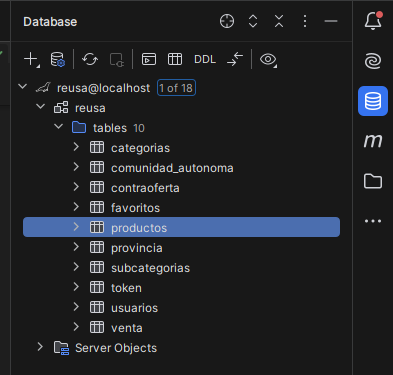 Database
DDL
reusa@localhost 1 of 18
reusa
tables 10
categorias
comunidad_autonoma
contraoferta
favoritos
productos
provincia
subcategorias
token
usuarios
venta
Server Objects
m